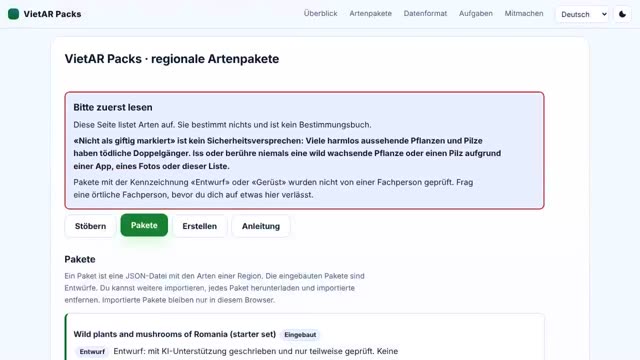 VietAR Packs
Überblick
Artenpakete
Datenformat
Aufgaben
Mitmachen
Deutsch
VietAR Packs · regionale Artenpakete
Bitte zuerst lesen
Diese Seite listet Arten auf. Sie bestimmt nichts und ist kein Bestimmungsbuch.
«Nicht als giftig markiert» ist kein Sicherheitsversprechen: Viele harmlos aussehende Pflanzen und Pilze
haben tödliche Doppelgänger. Iss oder berühre niemals eine wild wachsende Pflanze oder einen Pilz aufgrund
einer App, eines Fotos oder dieser Liste.
Pakete mit der Kennzeichnung «Entwurf» oder «Gerüst» wurden nicht von einer Fachperson geprüft. Frag
eine örtliche Fachperson, bevor du dich auf etwas hier verlässt.
Stöbern
Pakete
Erstellen
Anleitung
Pakete
Ein Paket ist eine JSON-Datei mit den Arten einer Region. Die eingebauten Pakete sind
Entwürfe. Du kannst weitere importieren, jedes Paket herunterladen und importierte
entfernen. Importierte Pakete bleiben nur in diesem Browser.
Wild plants and mushrooms of Romania (starter set) Eingebaut
Entwurf Entwurf: mit KI-Unterstützung geschrieben und nur teilweise geprüft. Keine